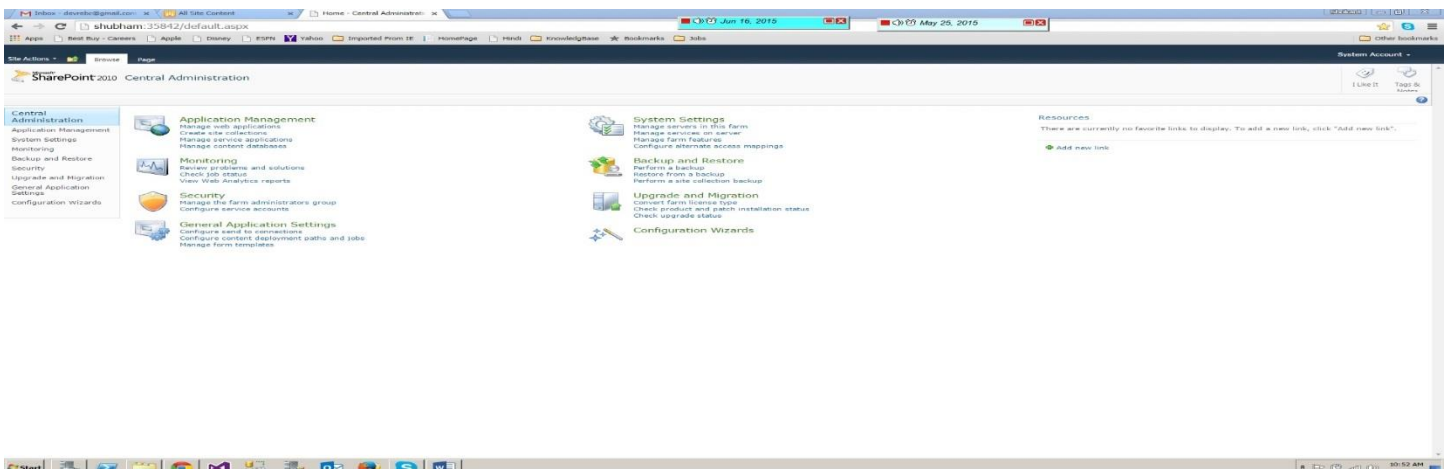 All Site Content
Home - Central Administrati
Jun 16, 2015
May 25, 2015
shubham:35842/default.aspx
Apps Best Buy - Careers Apple Disney ESPN Yahoo Imported From IE HomePage Hindi KnowledgBase Bookmarks Jobs Other bookmarks
Site Actions Browse Page System Account
Microsoft
SharePoint 2010 Central Administration
I Like It
Tags &
Notes
Central
Administration
Application Management
System Settings
Monitoring
Backup and Restore
Security
Upgrade and Migration
General Application
Settings
Configuration Wizards
Application Management
Manage web applications
Create site collections
Manage service applications
Manage content databases
Monitoring
Review problems and solutions
Check job status
View Web Analytics reports
Security
Manage the farm administrators group
Configure service accounts
General Application Settings
Configure send to connections
Configure content deployment paths and jobs
Manage form templates
System Settings
Manage servers in this farm
Manage services on server
Manage farm features
Configure alternate access mappings
Backup and Restore
Perform a backup
Restore from a backup
Perform a site collection backup
Upgrade and Migration
Convert farm license type
Check product and patch installation status
Check upgrade status
Configuration Wizards
Resources
There are currently no favorite links to display. To add a new link, click "Add new link".
Add new link
Start
10:52 AM